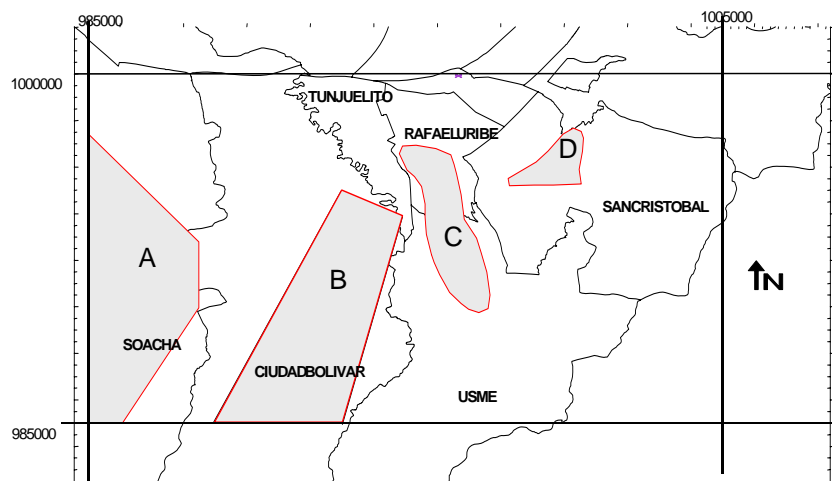 985000
1005000
1000000
TUNJUELITO
RAFAELURIBE
D
SANCRISTOBAL
C
A
B
N
SOACHA
CIUDADBOLIVAR
USME
985000